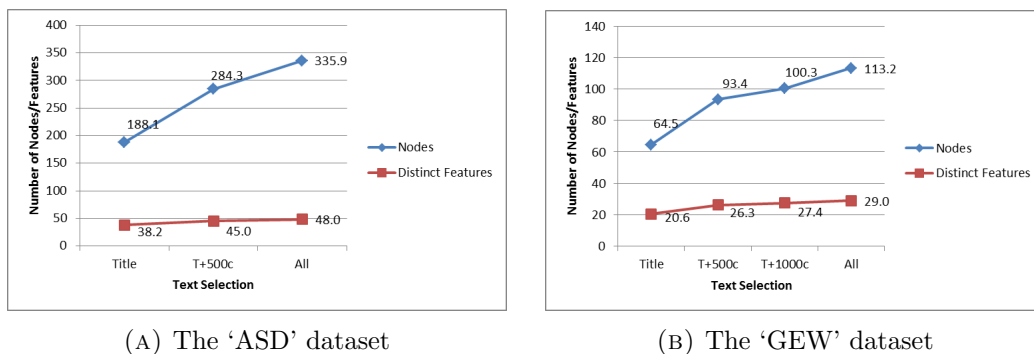 400
350
300
250
200
150
100
50
0
Number of Nodes/Features
188.1
284.3
335.9
38.2
45.0
48.0
Title T+500c All
Text Selection
Nodes
Distinct Features
(A) The ‘ASD’ dataset
140
120
100
80
60
40
20
0
Number of Nodes/Features
64.5
93.4
100.3
113.2
20.6
26.3
27.4
29.0
Title T+500c T+1000c All
Text Selection
Nodes
Distinct Features
(B) The ‘GEW’ dataset